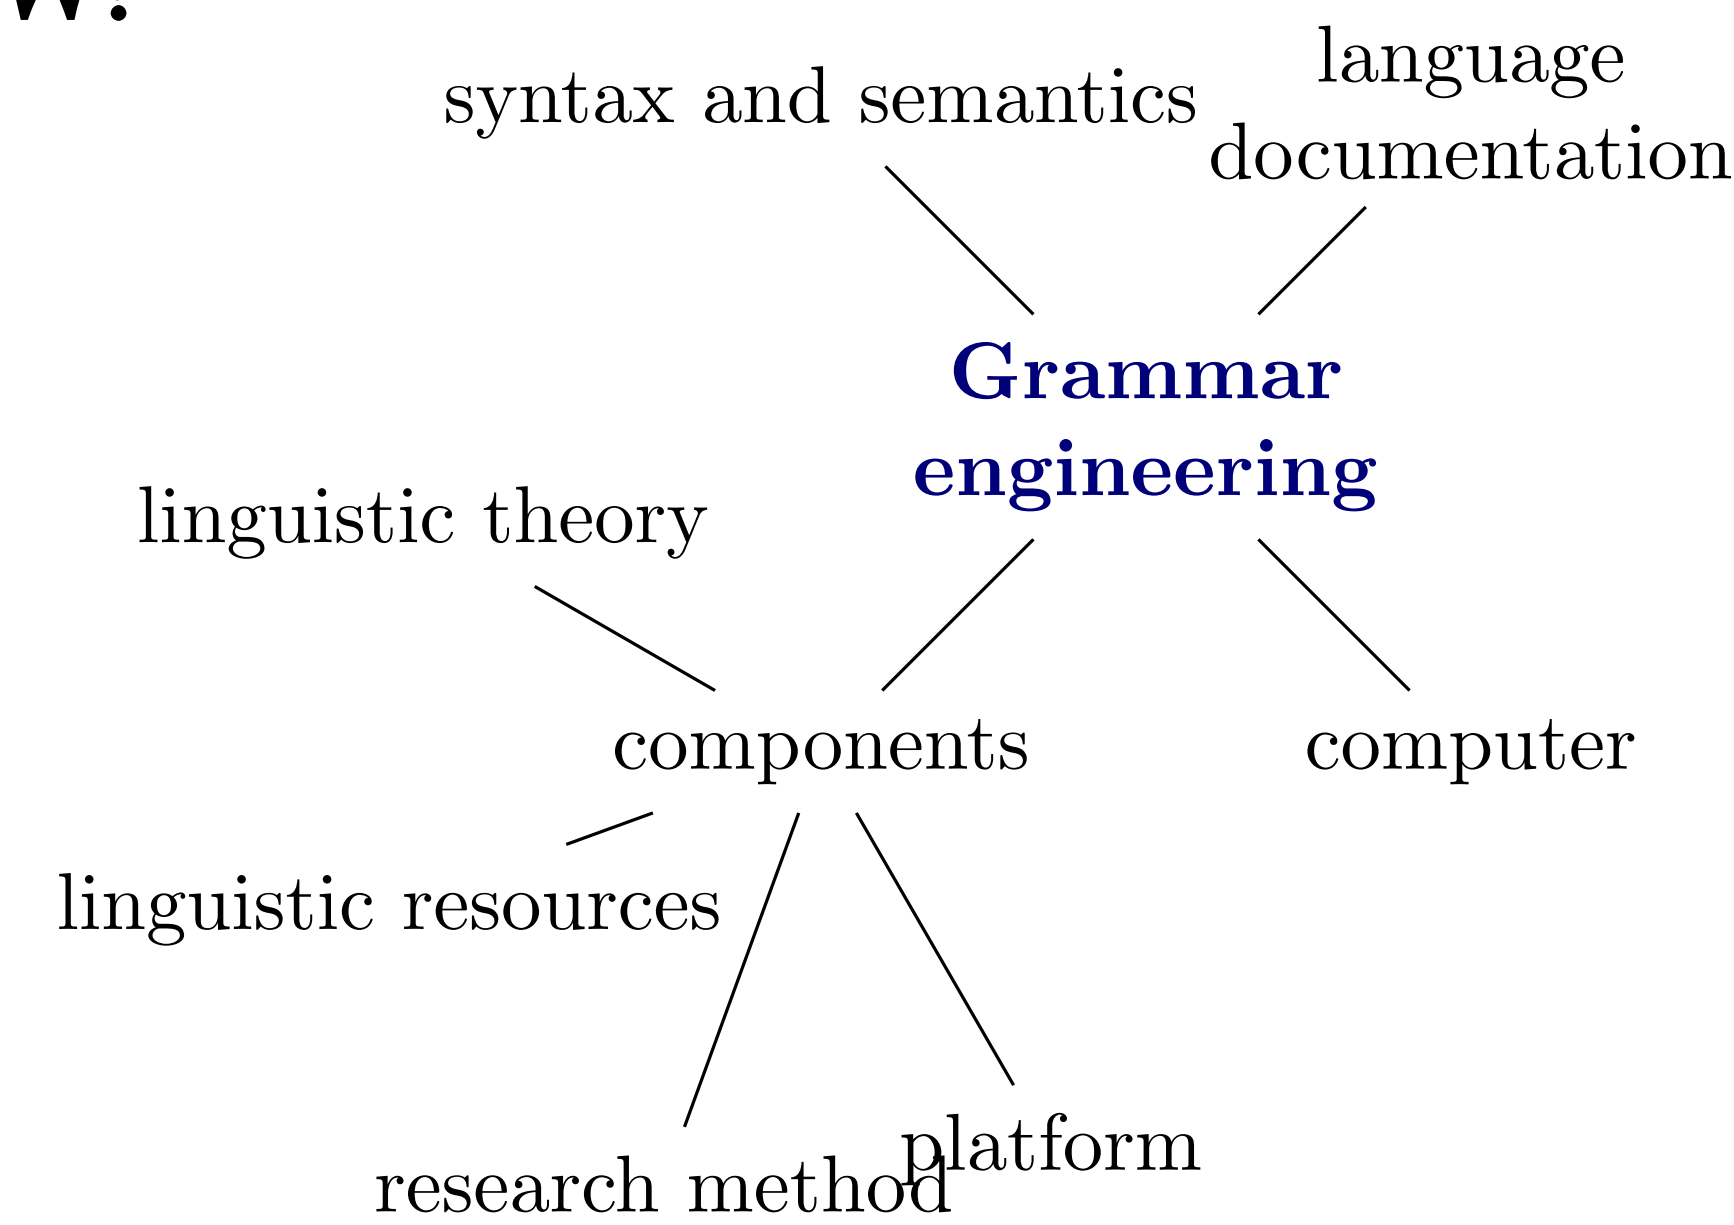 syntax and semantics
language
documentation
Grammar
engineering
linguistic theory
components
computer
linguistic resources
platform
research method